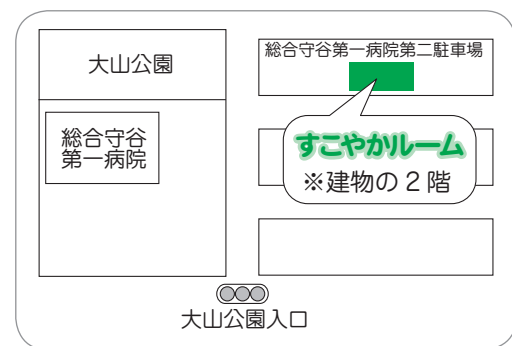 大山公園
総合守谷第一病院第二駐車場
総合守谷
第一病院
すこやかルーム
※建物の2階
大山公園入口